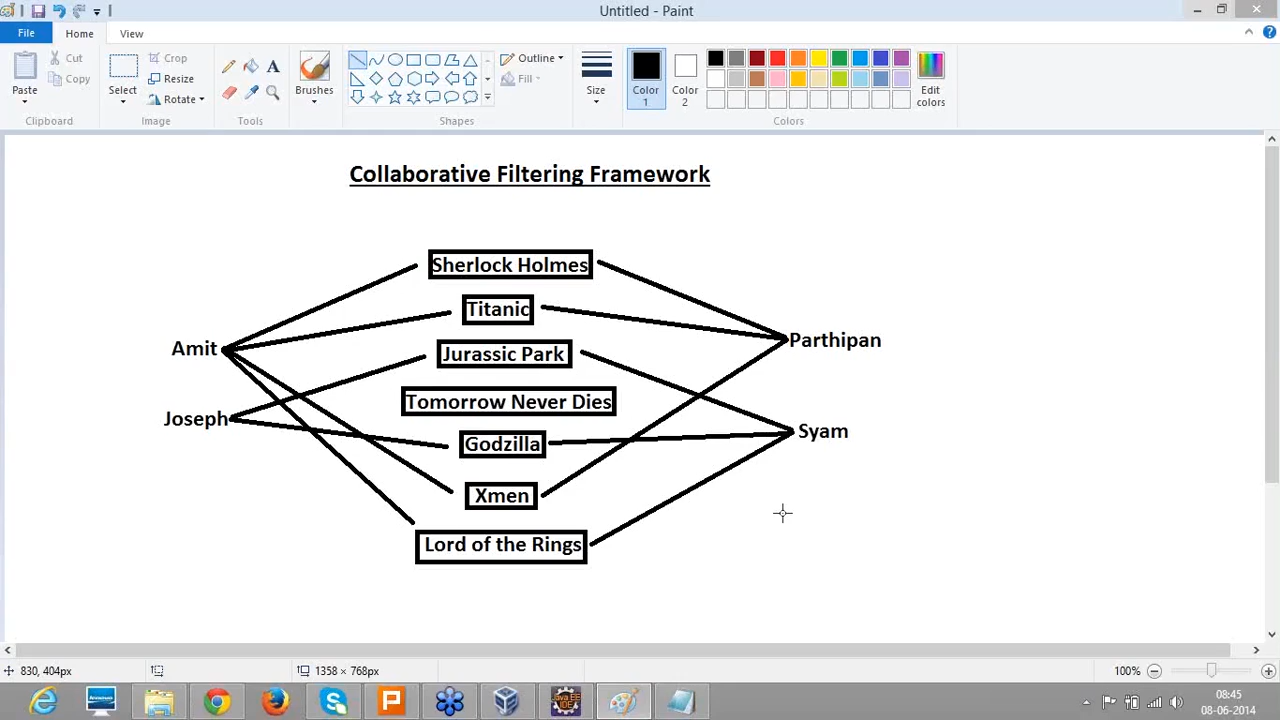 Untitled - Paint
File
Home
View
Paste
Cut
Copy
Clipboard
Select
Crop
Resize
Rotate
Image
A
Tools
Brushes
Outline
Fill
Shapes
Size
Color
1
Color
2
Edit
colors
Colors
Collaborative Filtering Framework
Sherlock Holmes
Titanic
Amit
Jurassic Park
Parthipan
Joseph
Tomorrow Never Dies
Godzilla
Syam
Xmen
Lord of the Rings
830, 404px
1358 × 768px
100%
08:45
08-06-2014